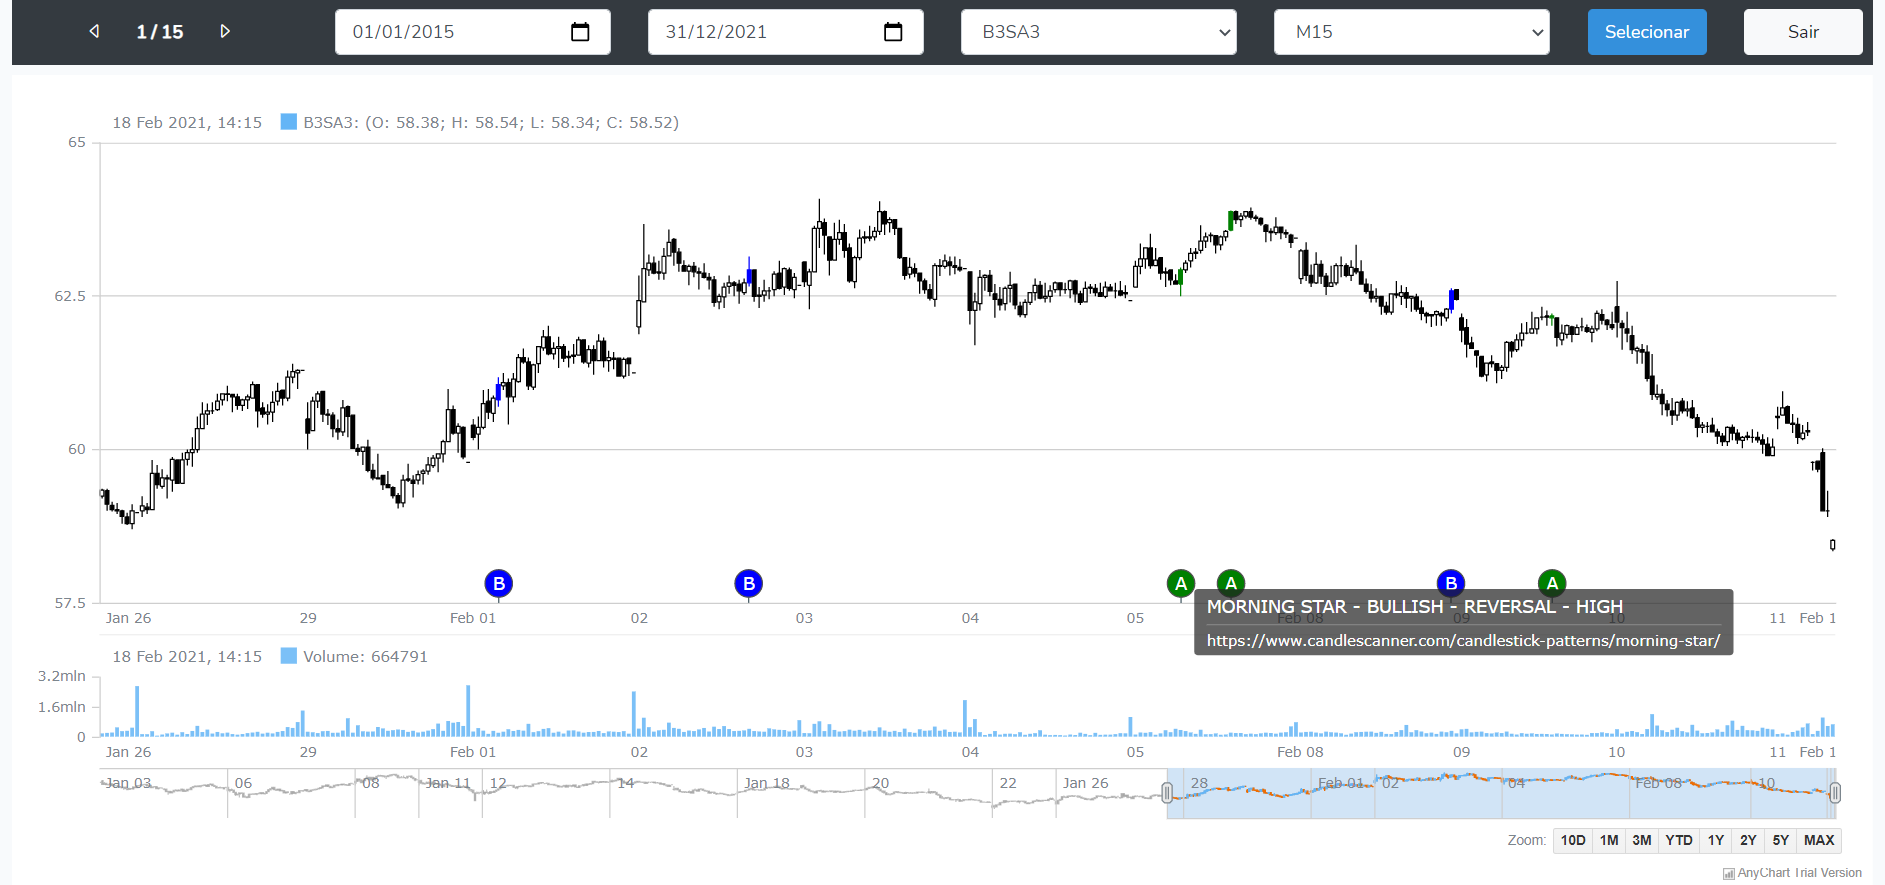 1 / 15
01/01/2015
31/12/2021
B3SA3
M15
Selecionar
Sair
18 Feb 2021, 14:15 B3SA3: (O: 58.38; H: 58.54; L: 58.34; C: 58.52)
65
62.5
60
57.5
B B A A B A
Jan 26 29 Feb 01 02 03 04 05 Feb 08 09 10 11 Feb 1
MORNING STAR - BULLISH - REVERSAL - HIGH
https://www.candlescanner.com/candlestick-patterns/morning-star/
18 Feb 2021, 14:15 Volume: 664791
3.2mln
1.6mln
0
Jan 26 29 Feb 01 02 03 04 05 Feb 08 09 10 11 Feb 1
Jan 03 06 08 Jan 11 12 14 Jan 18 20 22 Jan 26 28 Feb 01 02 04 Feb 08 10
Zoom: 10D 1M 3M YTD 1Y 2Y 5Y MAX
AnyChart Trial Version